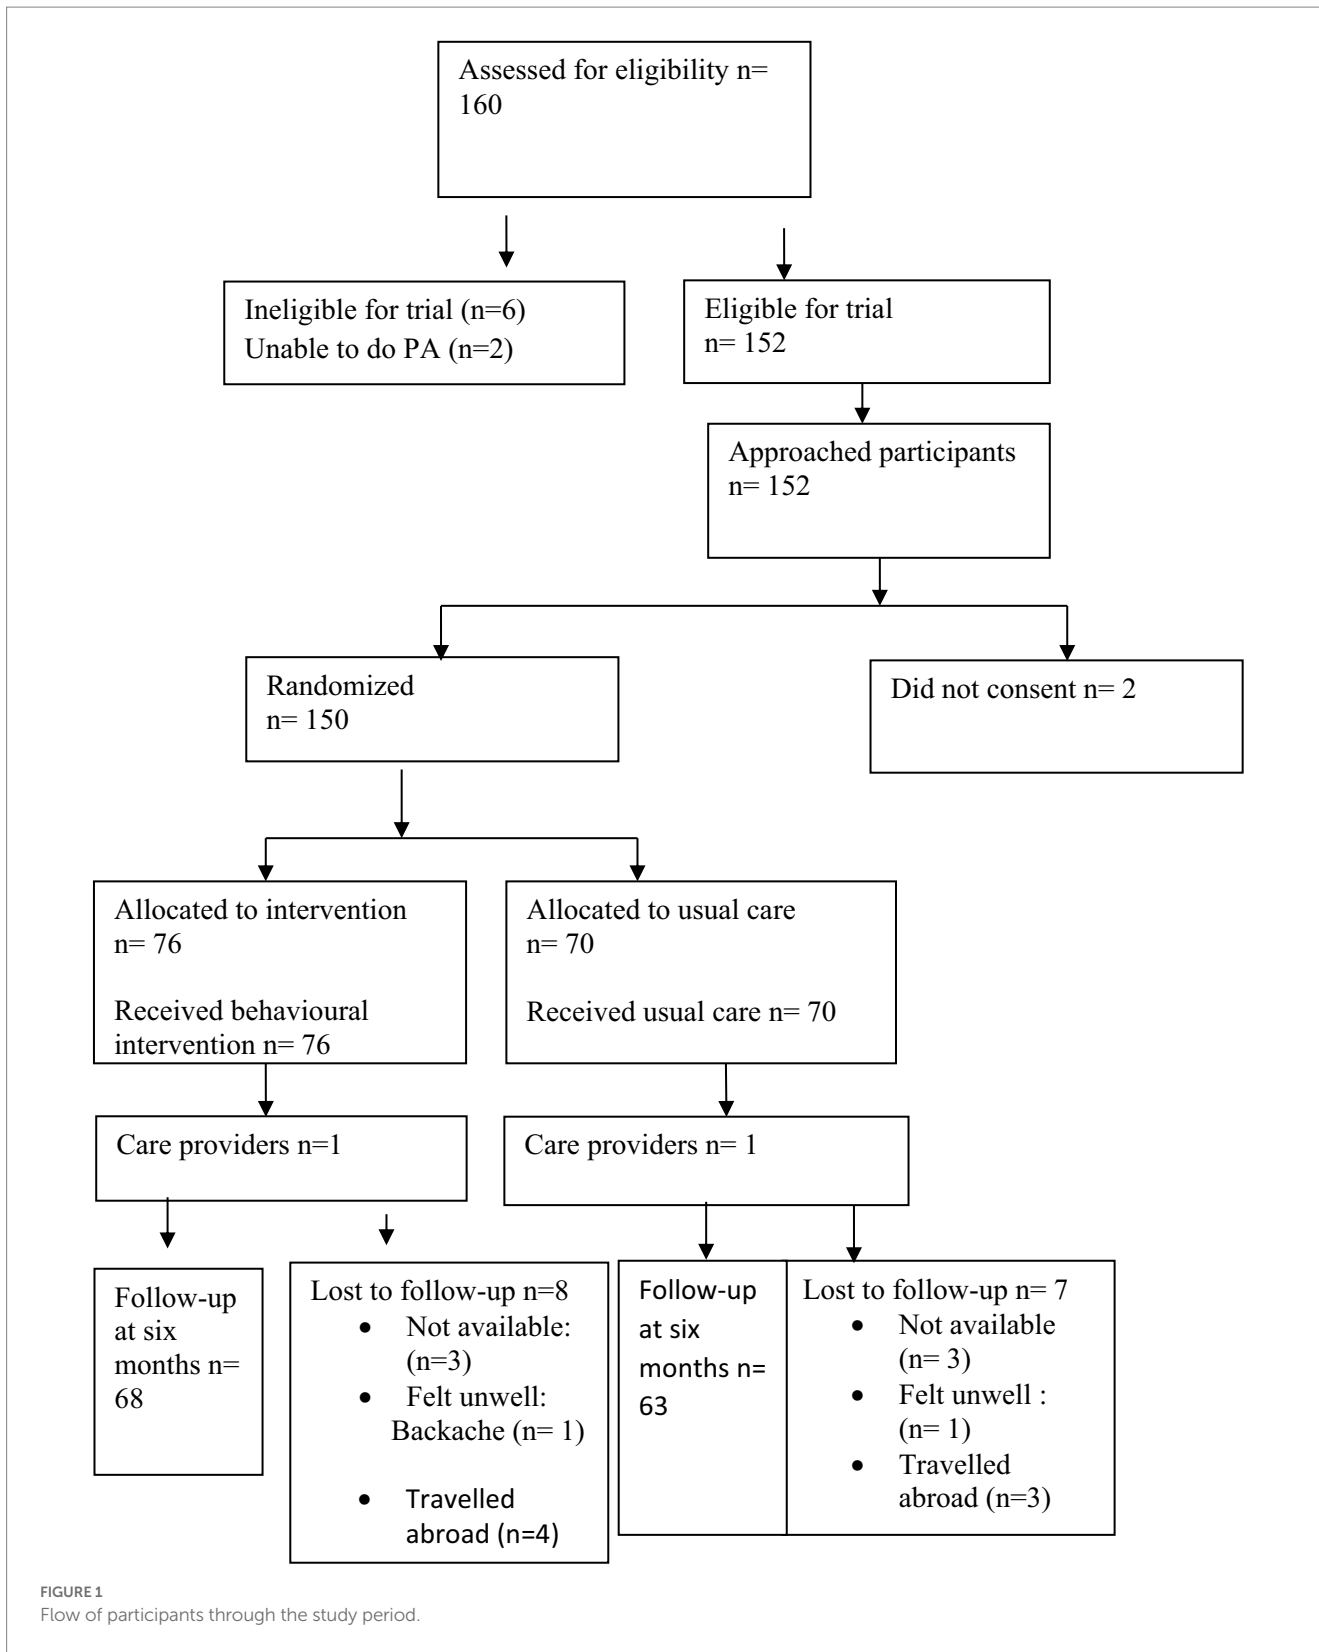 Assessed for eligibility n=
160
Ineligible for trial (n=6)
Unable to do PA (n=2)
Eligible for trial
n= 152
Approached participants
n= 152
Randomized
n= 150
Did not consent n= 2
Allocated to intervention
n= 76
Received behavioural
intervention n= 76
Allocated to usual care
n= 70
Received usual care n= 70
Care providers n=1
Care providers n= 1
Follow-up
at six
months n=
68
Lost to follow-up n=8
• Not available:
(n=3)
• Felt unwell:
Backache (n= 1)
• Travelled
abroad (n=4)
Follow-up
at six
months n=
63
Lost to follow-up n= 7
• Not available
(n= 3)
• Felt unwell :
(n= 1)
• Travelled
abroad (n=3)
FIGURE 1
Flow of participants through the study period.